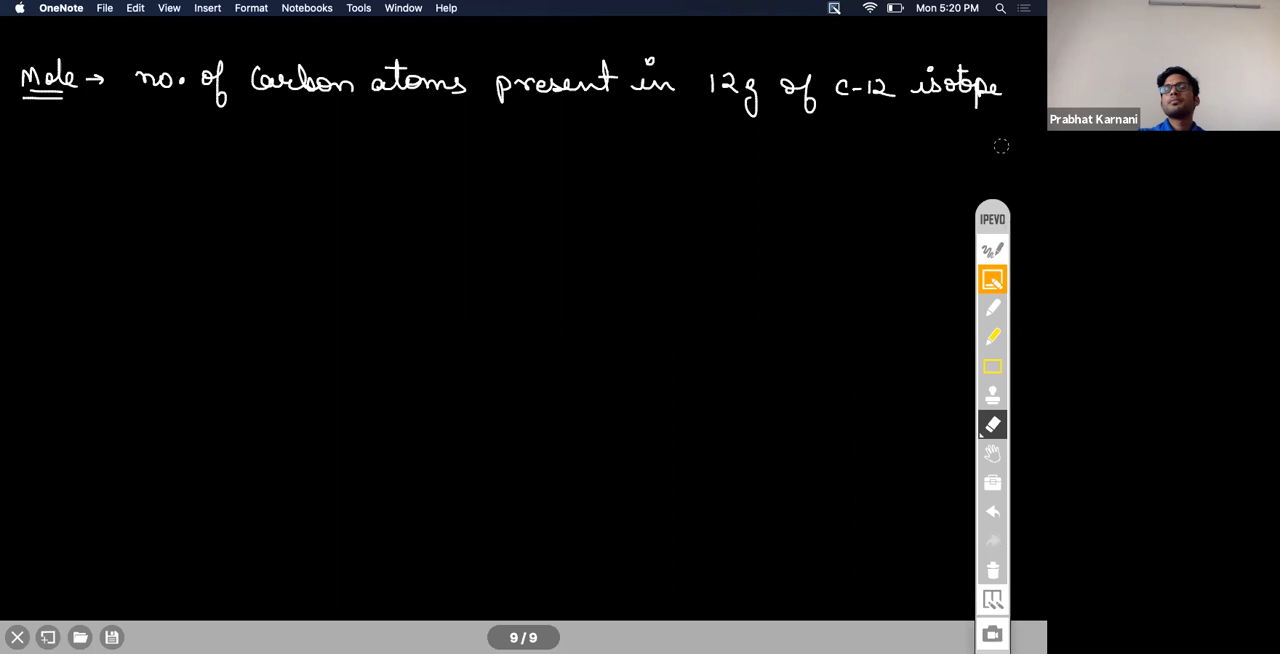 OneNote File Edit View Insert Format Notebooks Tools Window Help Mon 5:20 PM
Mole → no. of Carbon atoms present in 12g of C-12 isotope
Prabhat Karnani
IPEVO
9 / 9